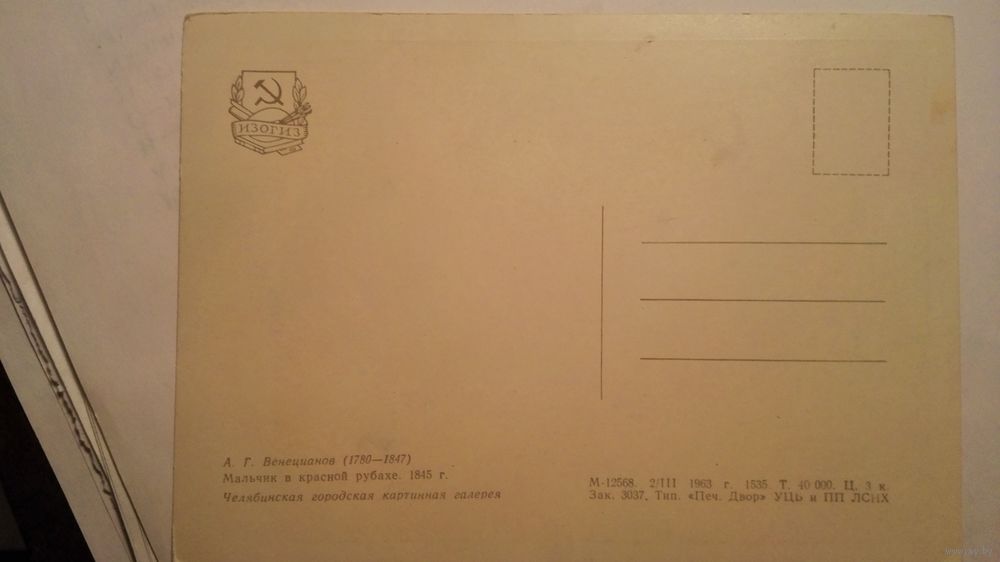 ИЗОГИЗ
А. Г. Венецианов (1780—1847)
Мальчик в красной рубахе. 1845 г.
Челябинская городская картинная галерея
М-12568. 2/III 1963 г. 1535. Т. 40 000. Ц. 3 к.
Зак. 3037. Тип. «Печ. Двор» УЦБ и ПП ЛСНХ